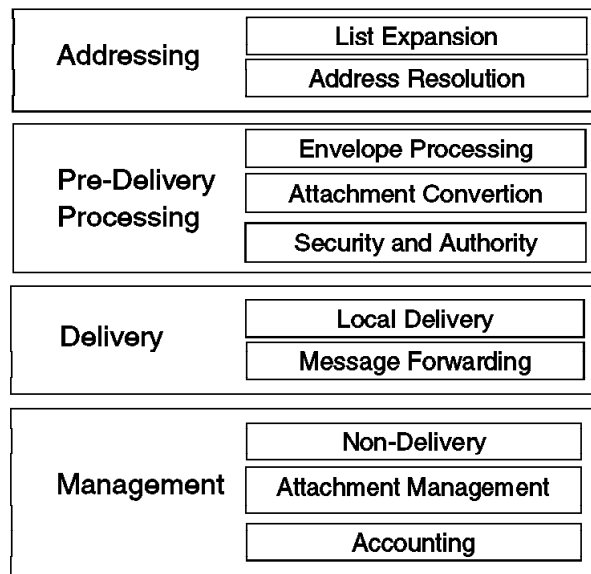 Addressing
List Expansion
Address Resolution
Pre-Delivery
Processing
Envelope Processing
Attachment Convertion
Security and Authority
Delivery
Local Delivery
Message Forwarding
Management
Non-Delivery
Attachment Management
Accounting